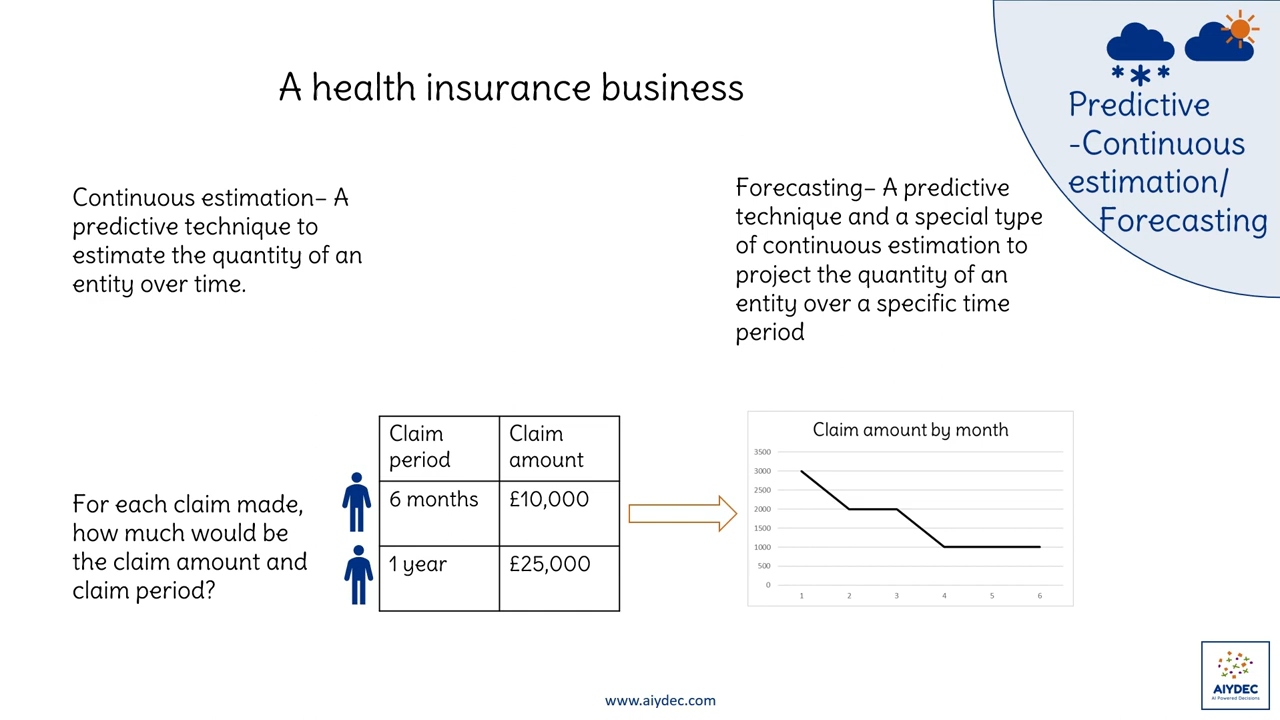 A health insurance business
Predictive
-Continuous
estimation/
Forecasting
Continuous estimation– A
predictive technique to
estimate the quantity of an
entity over time.
Forecasting– A predictive
technique and a special type
of continuous estimation to
project the quantity of an
entity over a specific time
period
For each claim made,
how much would be
the claim amount and
claim period?
Claim period Claim amount
6 months £10,000
1 year £25,000
Claim amount by month
3500
3000
2500
2000
1500
1000
500
0
1 2 3 4 5 6
www.aiydec.com
AIYDEC
AI Powered Decisions